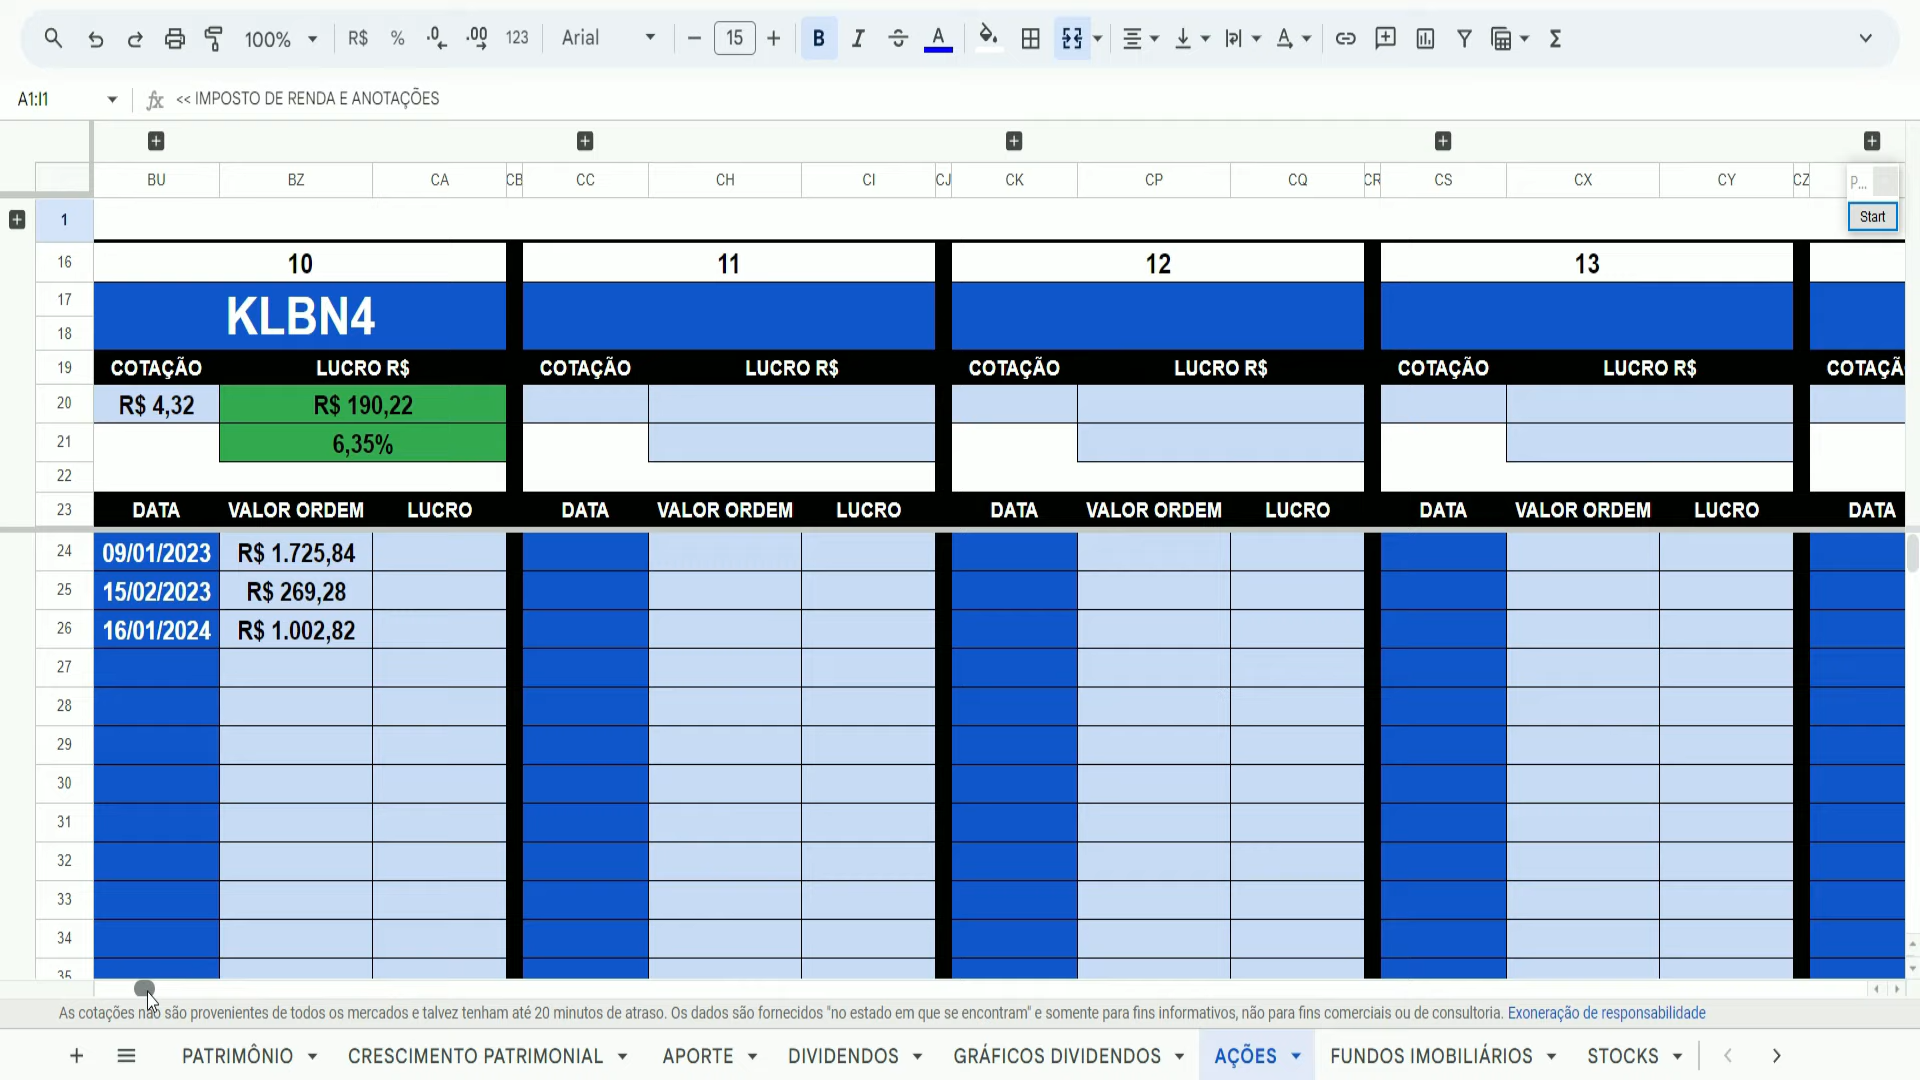 100%
R$
%
.0
.00
123
Arial
15
B
I
A
A
A1:I1
fx
<< IMPOSTO DE RENDA E ANOTAÇÕES
BU BZ CA CB CC CH CI CJ CK CP CQ CR CS CX CY CZ
P...
Start
1
16 10 11 12 13
17 KLBN4
18
19 COTAÇÃO LUCRO R$ COTAÇÃO LUCRO R$ COTAÇÃO LUCRO R$ COTAÇÃO LUCRO R$ COTAÇÃ
20 R$ 4,32 R$ 190,22
21 6,35%
22
23 DATA VALOR ORDEM LUCRO DATA VALOR ORDEM LUCRO DATA VALOR ORDEM LUCRO DATA VALOR ORDEM LUCRO DATA
24 09/01/2023 R$ 1.725,84
25 15/02/2023 R$ 269,28
26 16/01/2024 R$ 1.002,82
27
28
29
30
31
32
33
34
35
As cotações não são provenientes de todos os mercados e talvez tenham até 20 minutos de atraso. Os dados são fornecidos "no estado em que se encontram" e somente para fins informativos, não para fins comerciais ou de consultoria. Exoneração de responsabilidade
PATRIMÔNIO CRESCIMENTO PATRIMONIAL APORTE DIVIDENDOS GRÁFICOS DIVIDENDOS AÇÕES FUNDOS IMOBILIÁRIOS STOCKS